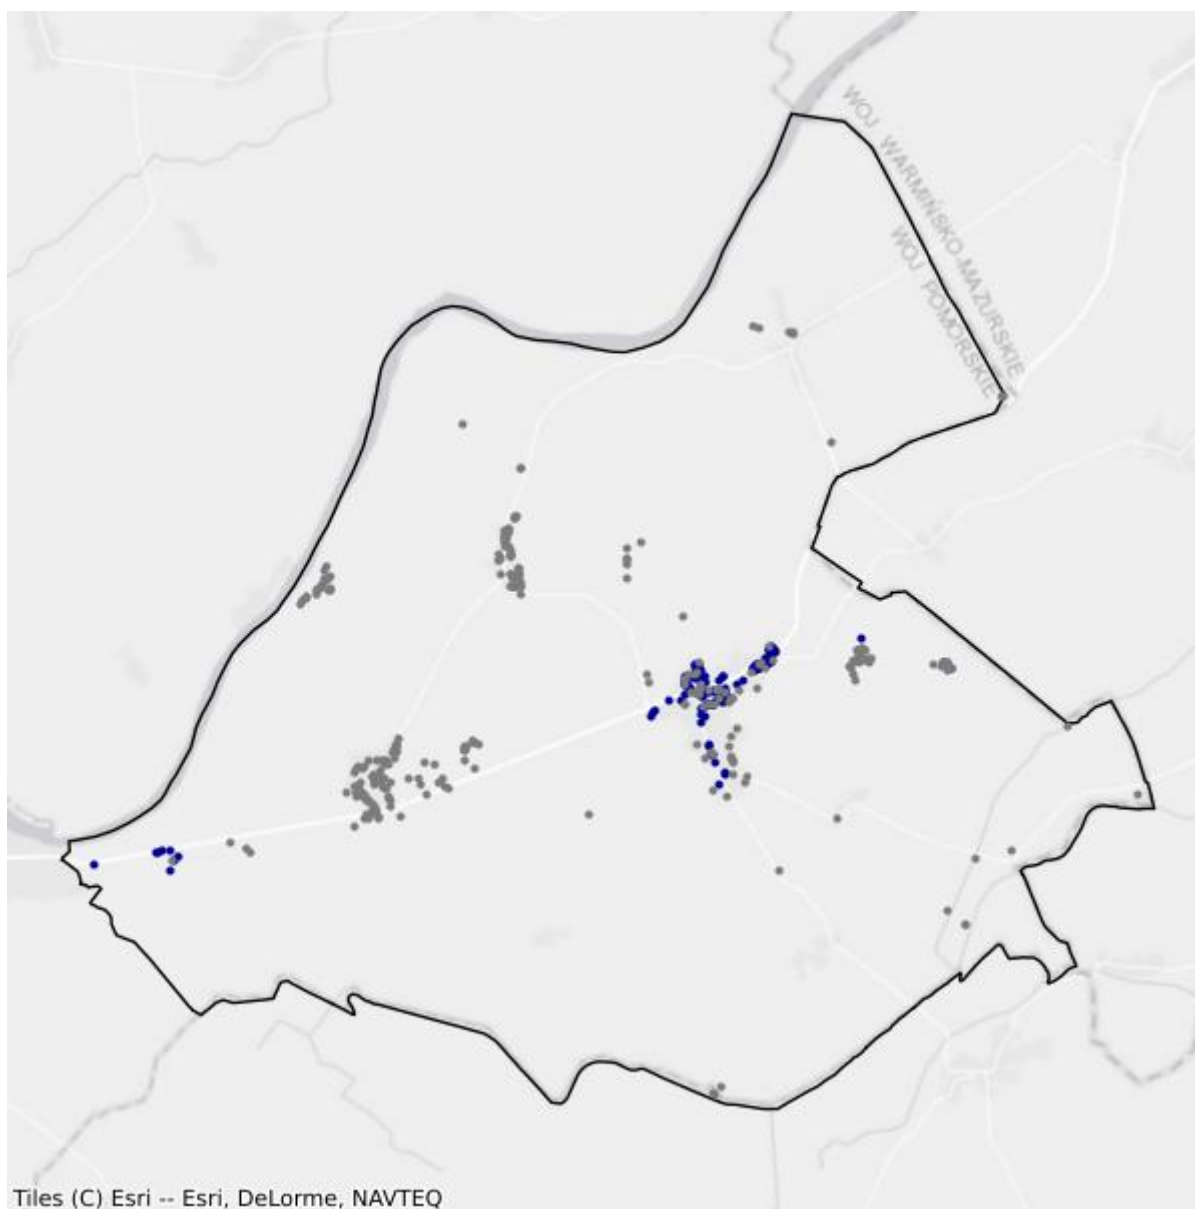 WOJ WARMIŃSKO-MAZURSKIE
WOJ POMORSKIE
Tiles (C) Esri -- Esri, DeLorme, NAVTEQ